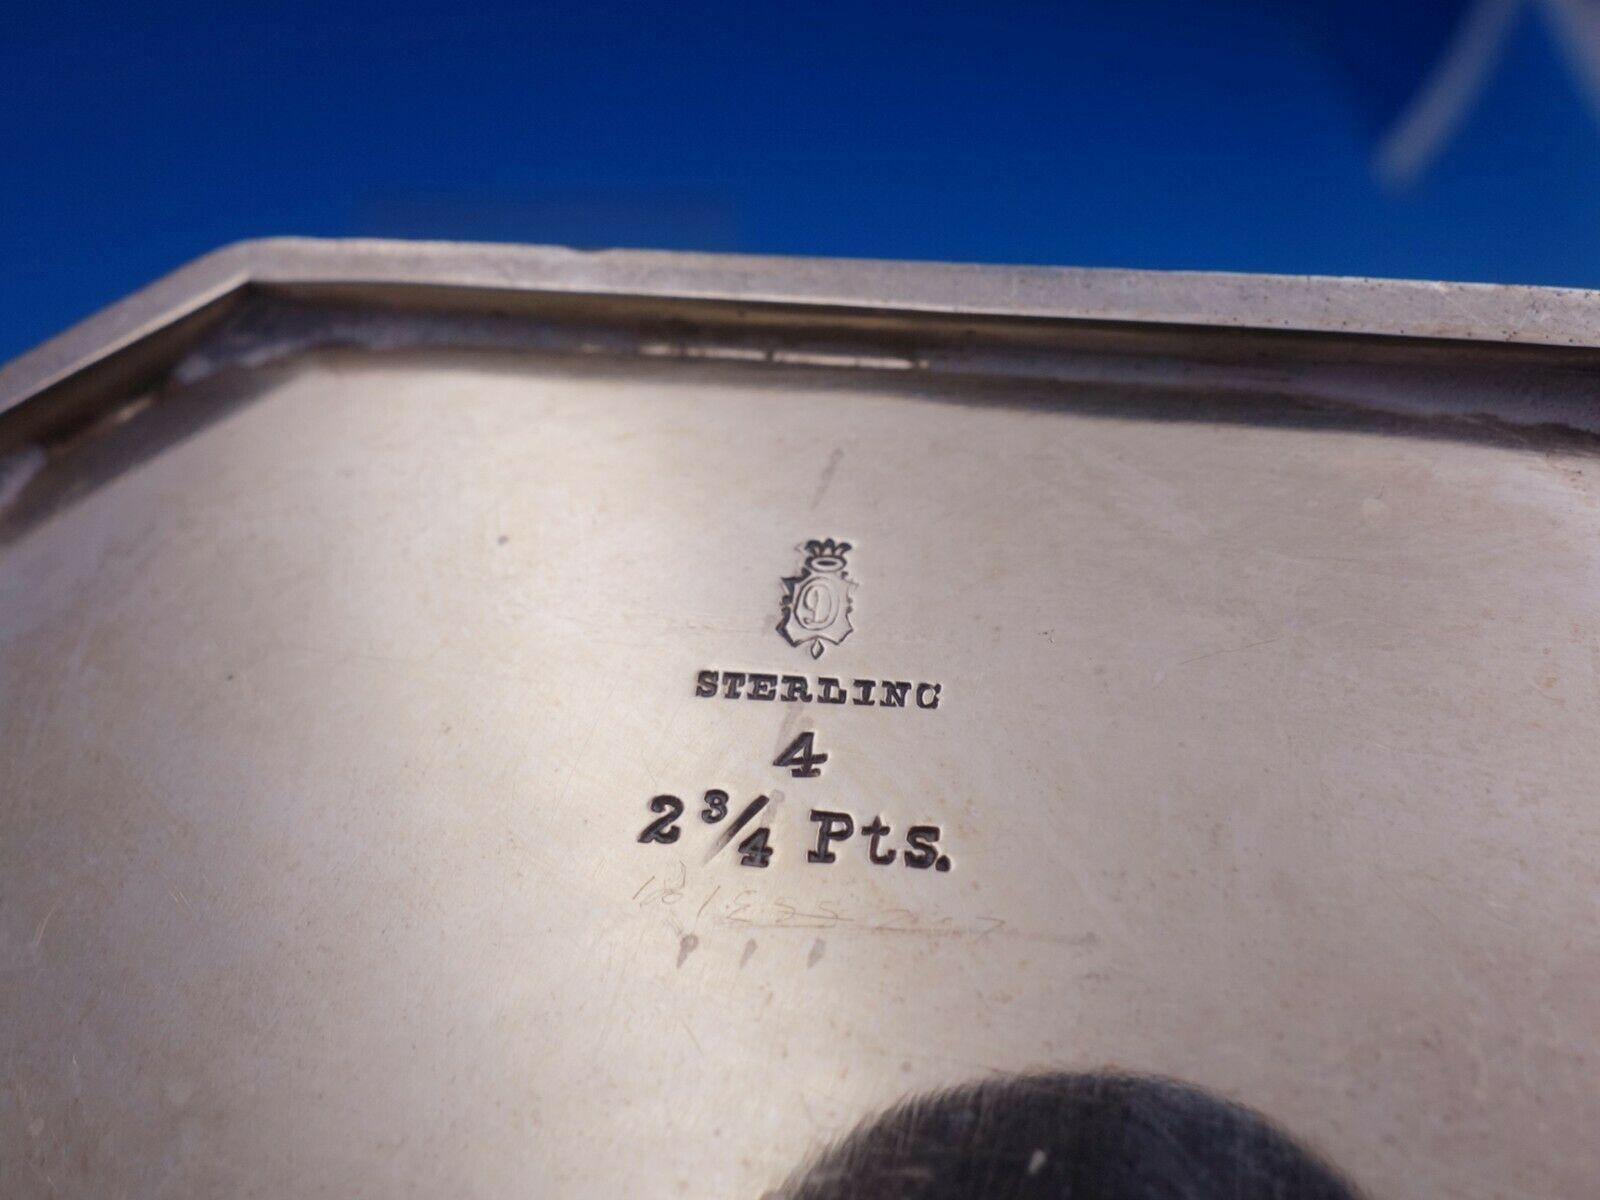 D
STERLING
4
2 3/4 Pts.